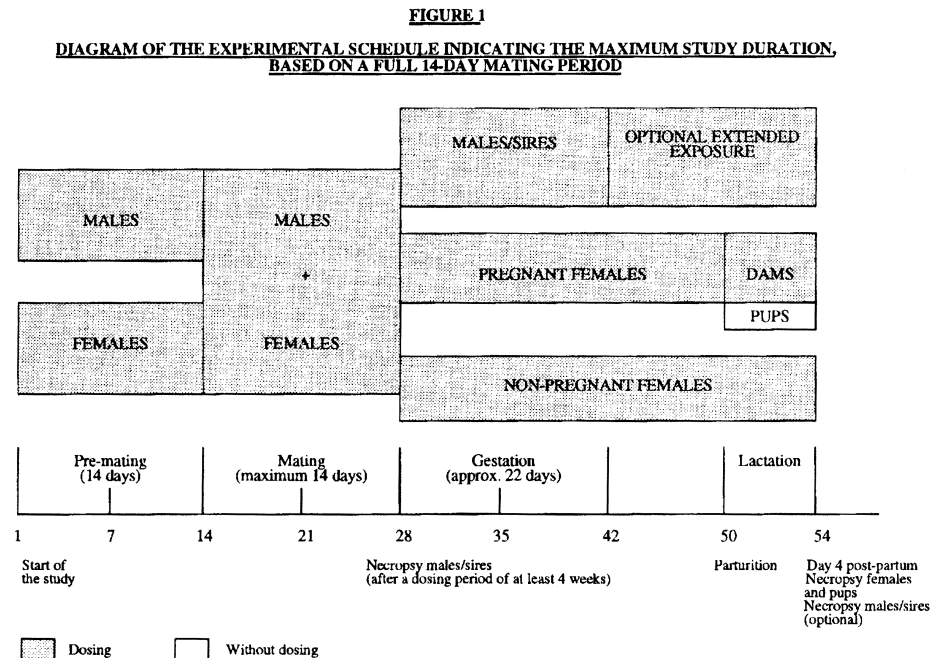 FIGURE 1
DIAGRAM OF THE EXPERIMENTAL SCHEDULE INDICATING THE MAXIMUM STUDY DURATION,
BASED ON A FULL 14-DAY MATING PERIOD
MALES/SIRES
OPTIONAL EXTENDED
EXPOSURE
MALES
MALES
+
PREGNANT FEMALES
DAMS
PUPS
FEMALES
FEMALES
NON-PREGNANT FEMALES
Pre-mating
(14 days)
Mating
(maximum 14 days)
Gestation
(approx. 22 days)
Lactation
1 7 14 21 28 35 42 50 54
Start of
the study
Necropsy males/sires
(after a dosing period of at least 4 weeks)
Parturition
Day 4 post-partum
Necropsy females
and pups
Necropsy males/sires
(optional)
Dosing
Without dosing